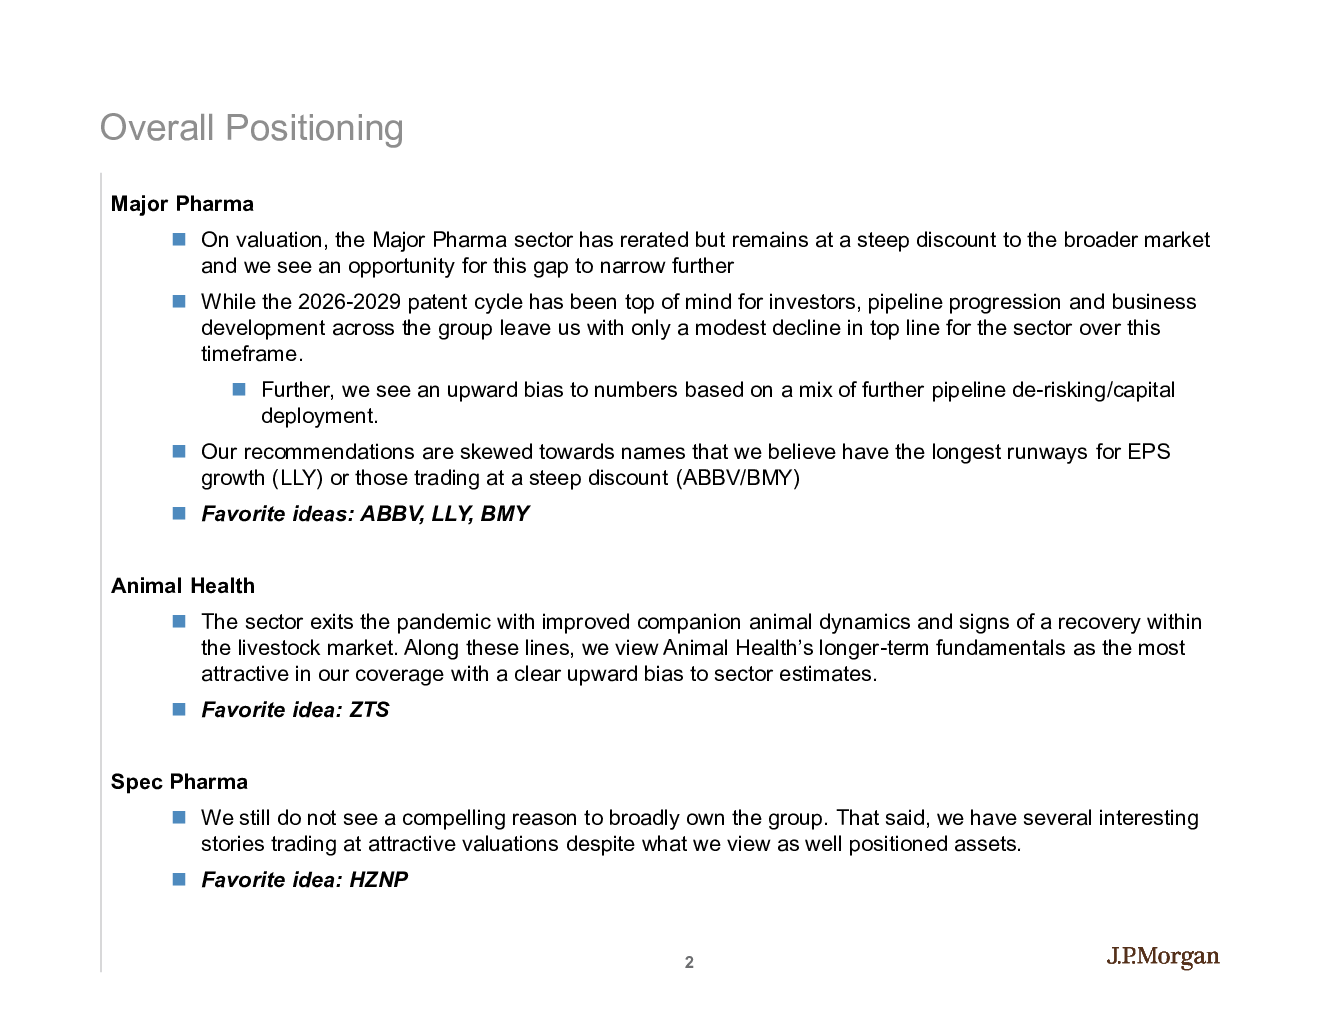 Overall Positioning
Major Pharma
On valuation, the Major Pharma sector has rerated but remains at a steep discount to the broader market
and we see an opportunity for this gap to narrow further
While the 2026-2029 patent cycle has been top of mind for investors, pipeline progression and business
development across the group leave us with only a modest decline in top line for the sector over this
timeframe.
Further, we see an upward bias to numbers based on a mix of further pipeline de-risking/capital
deployment.
Our recommendations are skewed towards names that we believe have the longest runways for EPS
growth (LLY) or those trading at a steep discount (ABBV/BMY)
Favorite ideas: ABBV, LLY, BMY
Animal Health
The sector exits the pandemic with improved companion animal dynamics and signs of a recovery within
the livestock market. Along these lines, we view Animal Health’s longer-term fundamentals as the most
attractive in our coverage with a clear upward bias to sector estimates.
Favorite idea: ZTS
Spec Pharma
We still do not see a compelling reason to broadly own the group. That said, we have several interesting
stories trading at attractive valuations despite what we view as well positioned assets.
Favorite idea: HZNP
2
J.P.Morgan